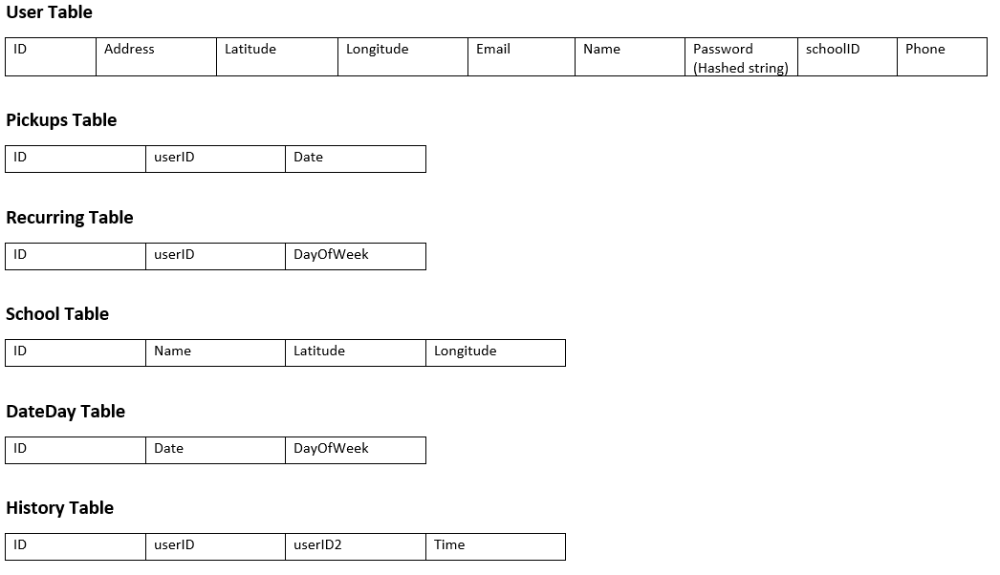 User Table
ID Address Latitude Longitude Email Name Password (Hashed string) schoolID Phone
Pickups Table
ID userID Date
Recurring Table
ID userID DayOfWeek
School Table
ID Name Latitude Longitude
DateDay Table
ID Date DayOfWeek
History Table
ID userID userID2 Time